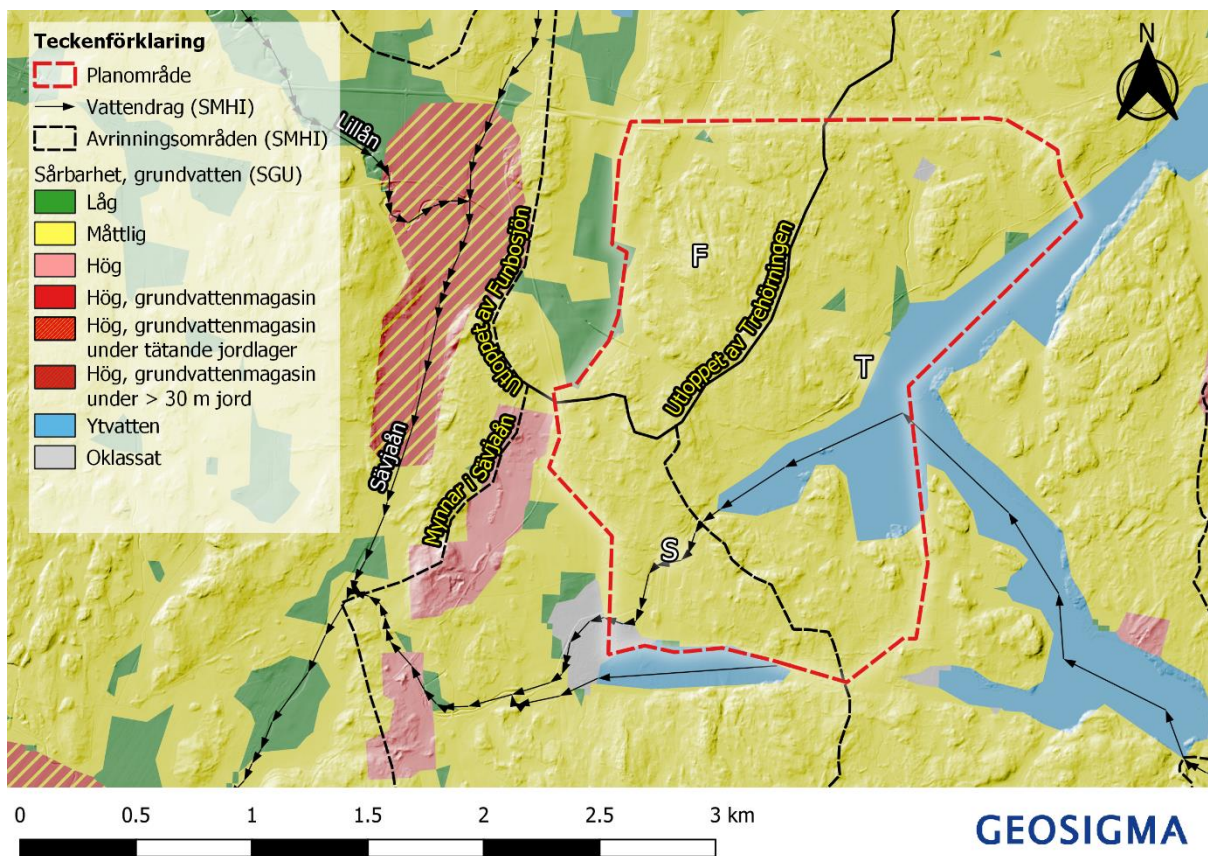 Teckenförklaring
Planområde
Vattendrag (SMHI)
Avrinningsområden (SMHI)
Sårbarhet, grundvatten (SGU)
Låg
Måttlig
Hög
Hög, grundvattenmagasin
Hög, grundvattenmagasin
under tätande jordlager
Hög, grundvattenmagasin
under > 30 m jord
Ytvatten
Oklassat
Lillån
Sävjaån
Utloppet av Funbosjön
Mynnar i Sävjaån
Utloppet av Trehörningen
F
T
S
N
0 0.5 1 1.5 2 2.5 3 km
GEOSIGMA